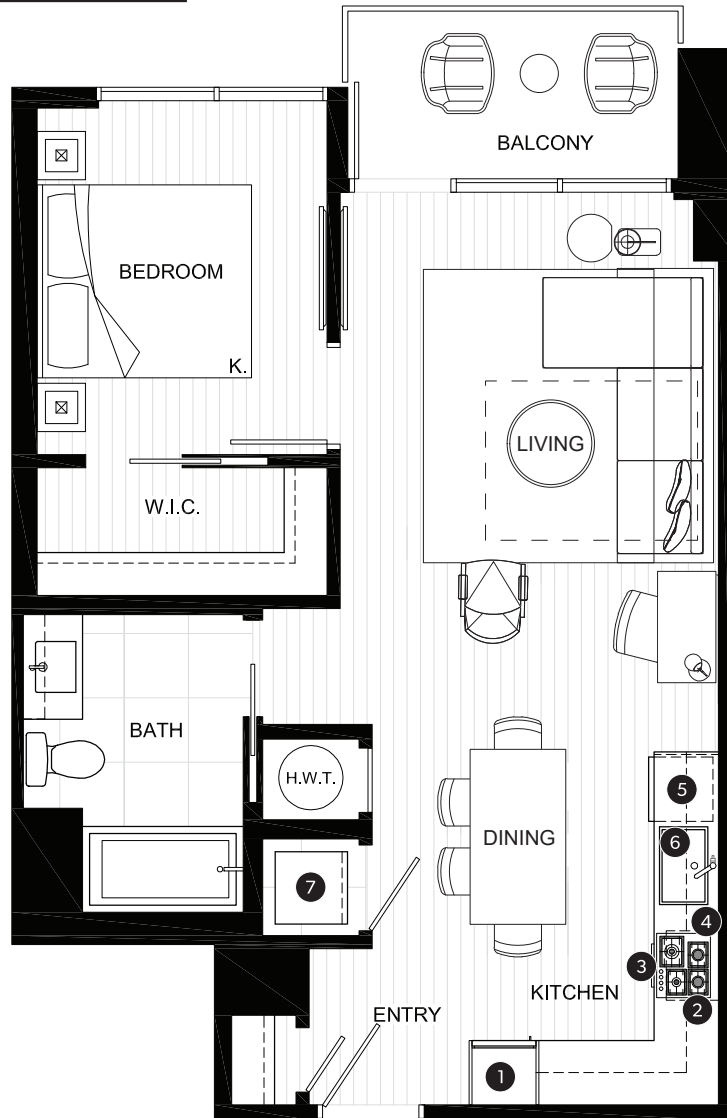 BALCONY
BEDROOM
K.
LIVING
W.I.C.
BATH
H.W.T.
5
DINING
6
7
4
3
KITCHEN
2
ENTRY
1